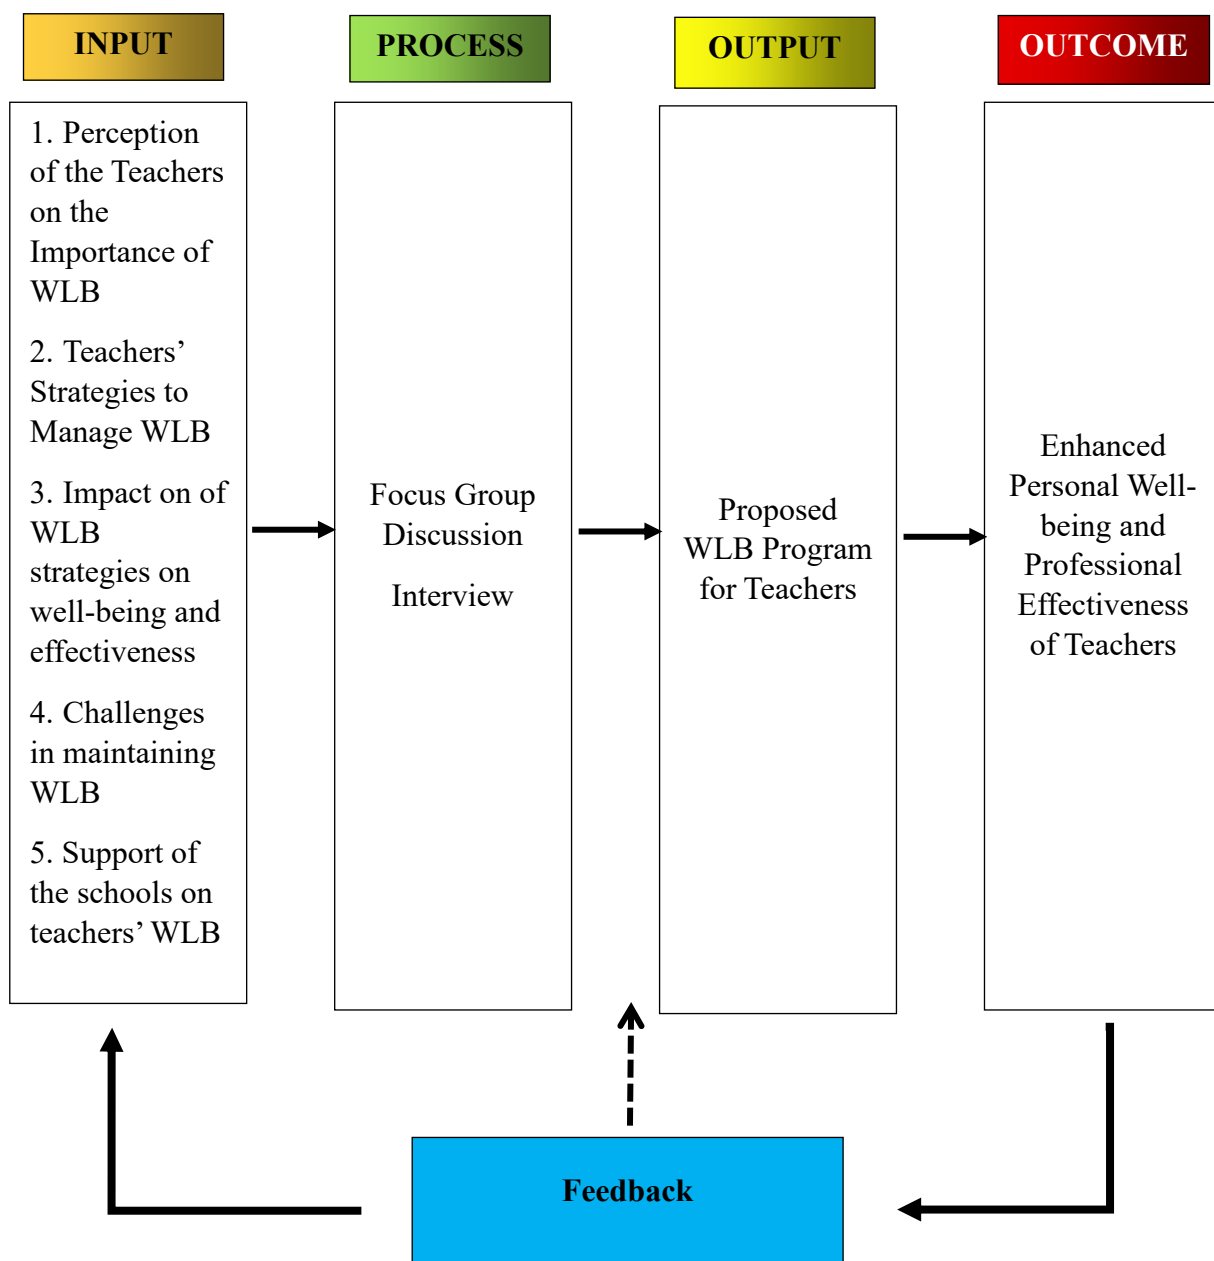 INPUT
PROCESS
OUTPUT
OUTCOME
1. Perception
of the Teachers
on the
Importance of
WLB
2. Teachers’
Strategies to
Manage WLB
3. Impact on of
WLB
strategies on
well-being and
effectiveness
4. Challenges
in maintaining
WLB
5. Support of
the schools on
teachers’ WLB
Focus Group
Discussion
Interview
Proposed
WLB Program
for Teachers
Enhanced
Personal Well-
being and
Professional
Effectiveness
of Teachers
Feedback